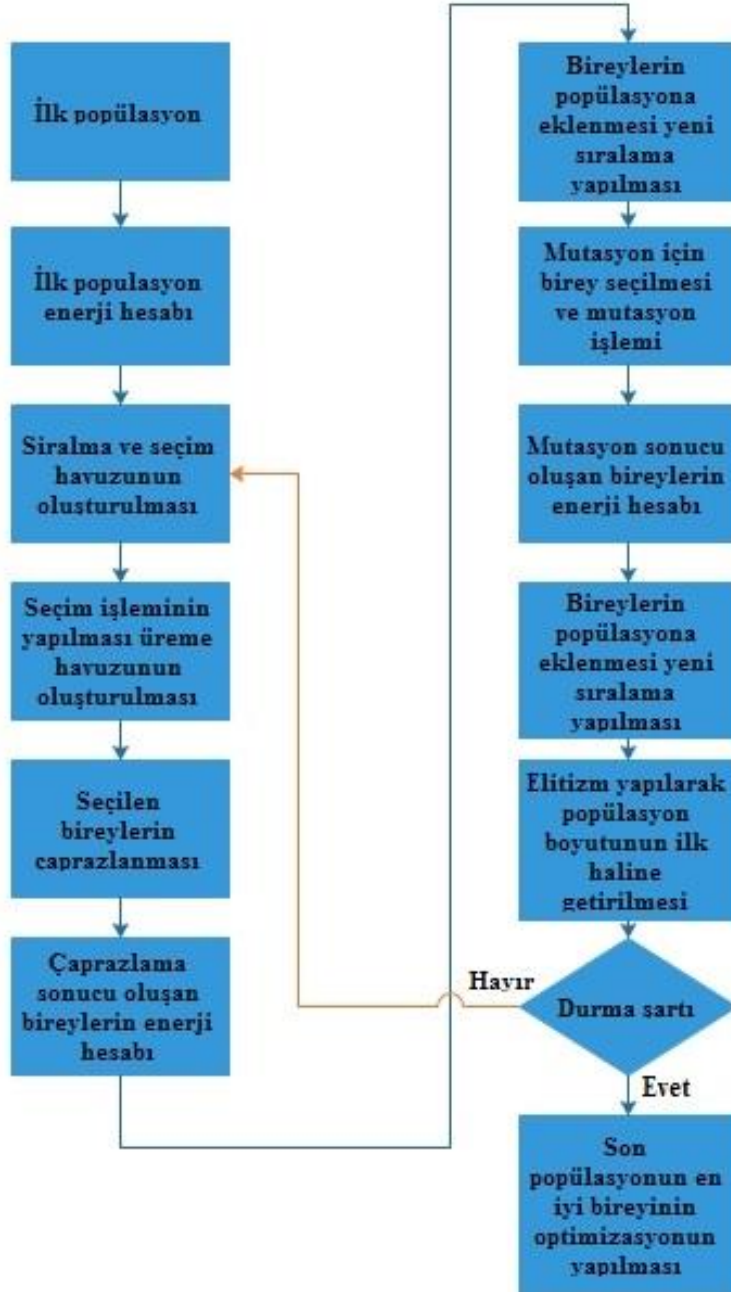 İlk popülasyon
İlk populasyon
enerji hesabı
Siralma ve seçim
havuzunun
oluşturulması
Seçim işleminin
yapılması üreme
havuzunun
oluşturulması
Seçilen
bireylerin
çaprazlanması
Çaprazlama
sonucu oluşan
bireylerin enerji
hesabı
Bireylerin
popülasyona
eklenmesi yeni
sıralama
yapılması
Mutasyon için
birey seçilmesi
ve mutasyon
işlemi
Mutasyon sonucu
oluşan bireylerin
enerji hesabı
Bireylerin
popülasyona
eklenmesi yeni
sıralama
yapılması
Elitizm yapılarak
popülasyon
boyutunun ilk
haline
getirilmesi
Hayır
Durma şartı
Evet
Son
popülasyonun en
iyi bireyinin
optimizasyonun
yapılması